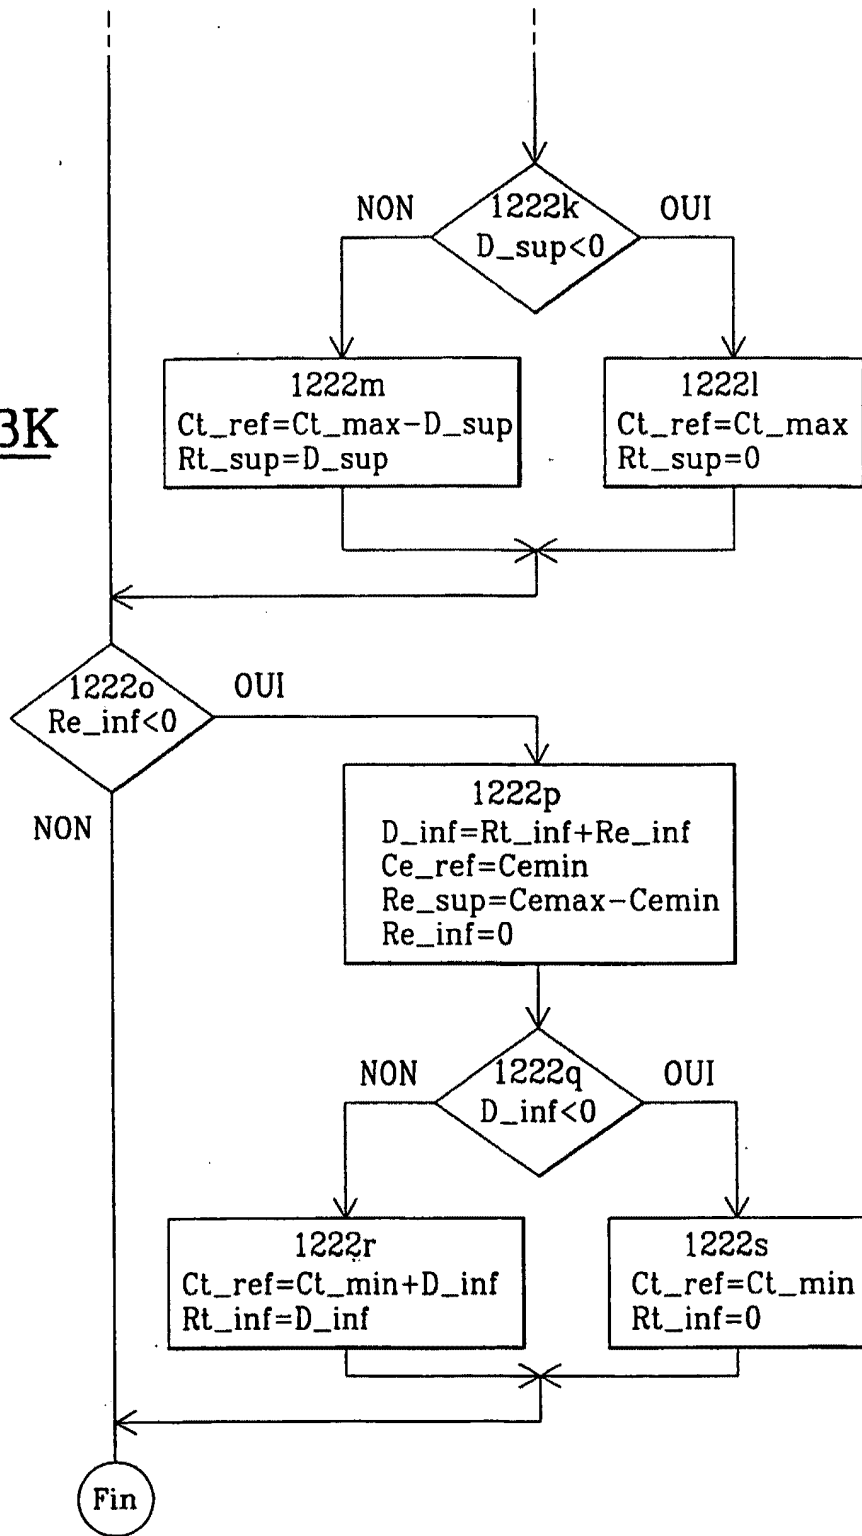 1222k
NON
OUI
D_sup<0
1222m
Ct_ref=Ct_max-D_sup
Rt_sup=D_sup
1222l
Ct_ref=Ct_max
Rt_sup=0
3K
1222o
Re_inf<0
OUI
NON
1222p
D_inf=Rt_inf+Re_inf
Ce_ref=Cemin
Re_sup=Cemax-Cemin
Re_inf=0
1222q
NON
OUI
D_inf<0
1222r
Ct_ref=Ct_min+D_inf
Rt_inf=D_inf
1222s
Ct_ref=Ct_min
Rt_inf=0
Fin